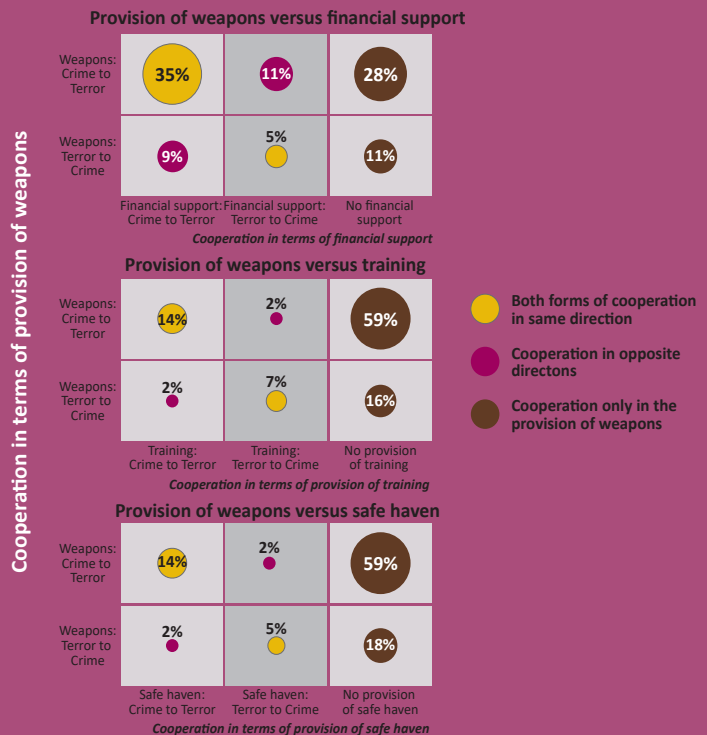 Provision of weapons versus financial support
Weapons:
Crime to
Terror
35%
11%
28%
Weapons:
Terror to
Crime
9%
5%
11%
Financial support:
Crime to Terror
Financial support:
Terror to Crime
No financial
support
Cooperation in terms of financial support
Cooperation in terms of provision of weapons
Provision of weapons versus training
Weapons:
Crime to
Terror
14%
2%
59%
Weapons:
Terror to
Crime
2%
7%
16%
Training:
Crime to Terror
Training:
Terror to Crime
No provision
of training
Cooperation in terms of provision of training
Both forms of cooperation
in same direction
Cooperation in opposite
directons
Cooperation only in the
provision of weapons
Provision of weapons versus safe haven
Weapons:
Crime to
Terror
14%
2%
59%
Weapons:
Terror to
Crime
2%
5%
18%
Safe haven:
Crime to Terror
Safe haven:
Terror to Crime
No provision
of safe haven
Cooperation in terms of provision of safe haven